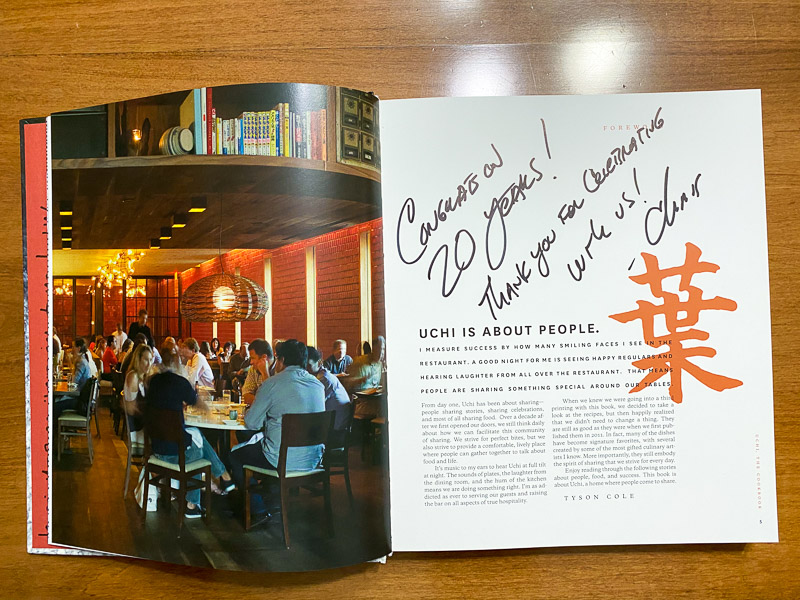 FOREWORD
CONGRATS ON
20 YEARS!
THANK YOU FOR CELEBRATING
WITH US!
葉
UCHI IS ABOUT PEOPLE.
I MEASURE SUCCESS BY HOW MANY SMILING FACES I SEE IN THE
RESTAURANT. A GOOD NIGHT FOR ME IS SEEING HAPPY REGULARS AND
HEARING LAUGHTER FROM ALL OVER THE RESTAURANT. THAT MEANS
PEOPLE ARE SHARING SOMETHING SPECIAL AROUND OUR TABLES.
From day one, Uchi has been about sharing—
people sharing stories, sharing celebrations,
and most of all sharing food. Over a decade af-
ter we first opened our doors, we still think daily
about how we can facilitate this community
of sharing. We strive for perfect bites, but we
also strive to provide a comfortable, lively place
where people can gather together to talk about
food and life.
It's music to my ears to hear Uchi at full tilt
at night. The sounds of plates, the laughter from
the dining room, and the hum of the kitchen
means we are doing something right. I'm as ad-
dicted as ever to serving our guests and raising
the bar on all aspects of true hospitality.
When we knew we were going into a third
printing with this book, we decided to take a
look at the recipes, but then happily realized
that we didn't need to change a thing. They
are still as good as they were when we first pub-
lished them in 2011. In fact, many of the dishes
have become signature favorites, with several
created by some of the most gifted culinary art-
ists I know. More importantly, they still embody
the spirit of sharing that we strive for every day.
Enjoy reading through the following stories
about people, food, and success. This book is
about Uchi, a home where people come to share.
TYSON COLE
UCHI: THE COOKBOOK
5